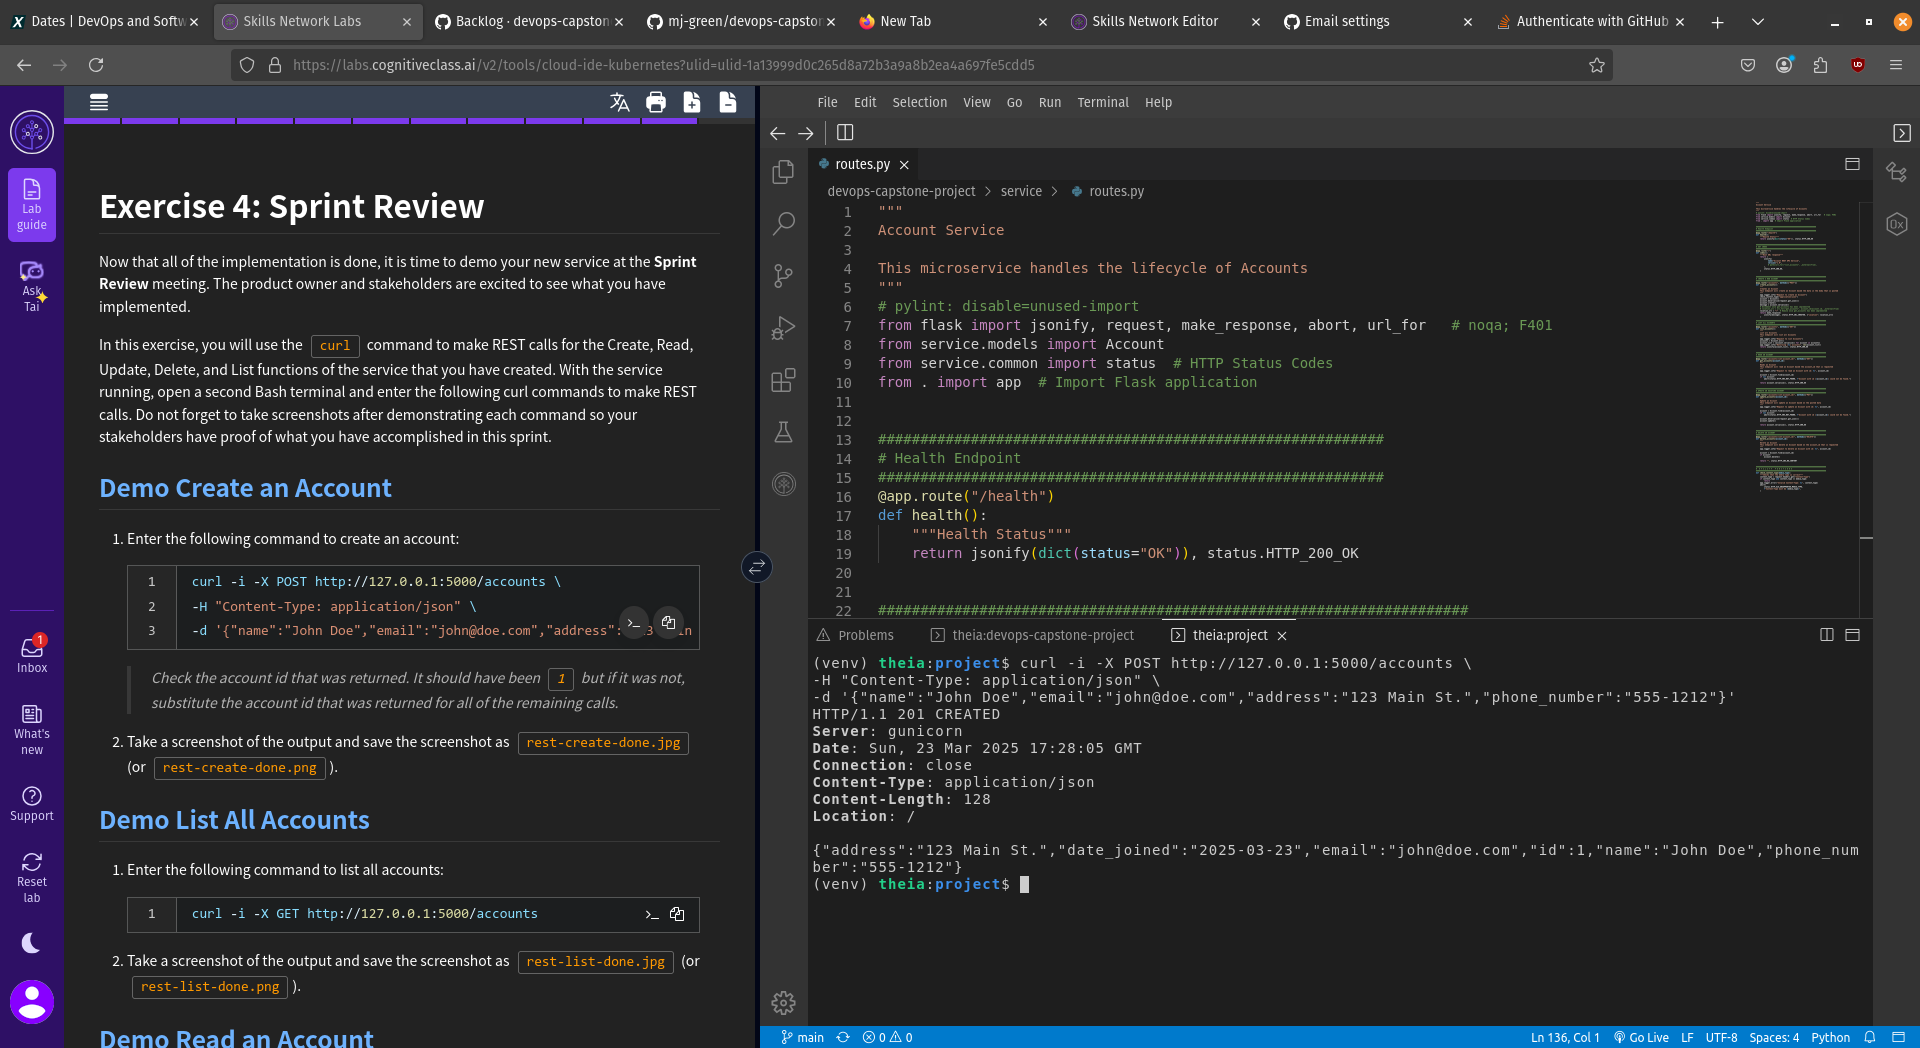 Dates | DevOps and Softw
Skills Network Labs
Backlog · devops-capston
mj-green/devops-capstor
New Tab
Skills Network Editor
Email settings
Authenticate with GitHub
https://labs.cognitiveclass.ai/v2/tools/cloud-ide-kubernetes?ulid=ulid-1a13999d0c265d8a72b3a9a8b2ea4a697fe5cdd5
Lab
guide
Ask
Tai
1
Inbox
What's
new
Support
Reset
lab
Exercise 4: Sprint Review
Now that all of the implementation is done, it is time to demo your new service at the Sprint
Review meeting. The product owner and stakeholders are excited to see what you have
implemented.
In this exercise, you will use the curl command to make REST calls for the Create, Read,
Update, Delete, and List functions of the service that you have created. With the service
running, open a second Bash terminal and enter the following curl commands to make REST
calls. Do not forget to take screenshots after demonstrating each command so your
stakeholders have proof of what you have accomplished in this sprint.
Demo Create an Account
1. Enter the following command to create an account:
1 curl -i -X POST http://127.0.0.1:5000/accounts \
2 -H "Content-Type: application/json" \
3 -d '{"name":"John Doe","email":"john@doe.com","address":
Check the account id that was returned. It should have been 1 but if it was not,
substitute the account id that was returned for all of the remaining calls.
2. Take a screenshot of the output and save the screenshot as rest-create-done.jpg
(or rest-create-done.png ).
Demo List All Accounts
1. Enter the following command to list all accounts:
1 curl -i -X GET http://127.0.0.1:5000/accounts
2. Take a screenshot of the output and save the screenshot as rest-list-done.jpg (or
rest-list-done.png ).
Demo Read an Account
File Edit Selection View Go Run Terminal Help
routes.py
devops-capstone-project > service > routes.py
1 """
2 Account Service
3
4 This microservice handles the lifecycle of Accounts
5 """
6 # pylint: disable=unused-import
7 from flask import jsonify, request, make_response, abort, url_for   # noqa; F401
8 from service.models import Account
9 from service.common import status  # HTTP Status Codes
10 from . import app  # Import Flask application
11
12
13 ############################################################
14 # Health Endpoint
15 ############################################################
16 @app.route("/health")
17 def health():
18     """Health Status"""
19     return jsonify(dict(status="OK")), status.HTTP_200_OK
20
21
22 ######################################################################
Problems
theia:devops-capstone-project
theia:project
(venv) theia:project$ curl -i -X POST http://127.0.0.1:5000/accounts \
-H "Content-Type: application/json" \
-d '{"name":"John Doe","email":"john@doe.com","address":"123 Main St.","phone_number":"555-1212"}'
HTTP/1.1 201 CREATED
Server: gunicorn
Date: Sun, 23 Mar 2025 17:28:05 GMT
Connection: close
Content-Type: application/json
Content-Length: 128
Location: /
{"address":"123 Main St.","date_joined":"2025-03-23","email":"john@doe.com","id":1,"name":"John Doe","phone_num
ber":"555-1212"}
(venv) theia:project$
main
0
0
Ln 136, Col 1
Go Live
LF
UTF-8
Spaces: 4
Python